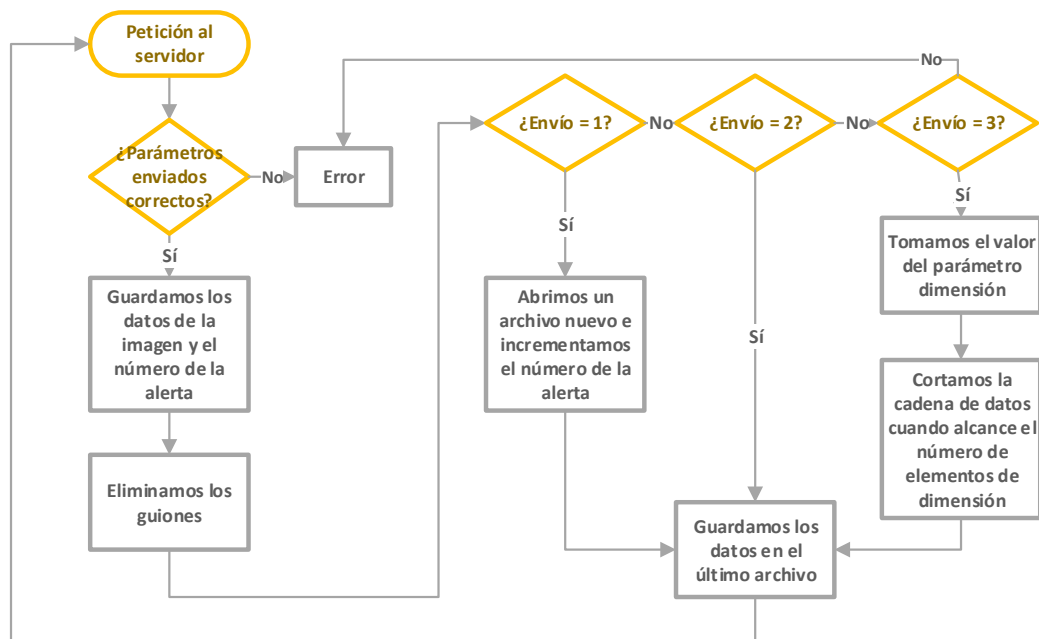 Petición al
servidor
¿Parámetros
enviados
correctos?
No
Error
Sí
Guardamos los
datos de la
imagen y el
número de la
alerta
Eliminamos los
guiones
¿Envío = 1?
No
¿Envío = 2?
No
¿Envío = 3?
No
Sí
Abrimos un
archivo nuevo e
incrementamos
el número de la
alerta
Sí
Sí
Tomamos el valor
del parámetro
dimensión
Cortamos la
cadena de datos
cuando alcance el
número de
elementos de
dimensión
Guardamos los
datos en el
último archivo